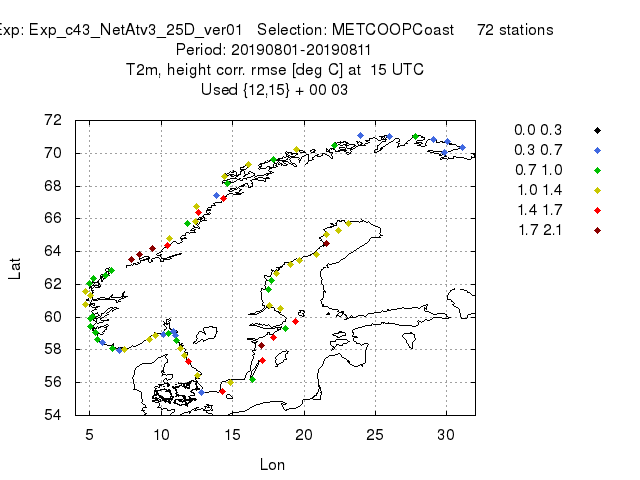 Exp: Exp_c43_NetAtv3_25D_ver01 Selection: METCOOPCoast 72 stations
Period: 20190801-20190811
T2m, height corr. rmse [deg C] at 15 UTC
Used {12,15} + 00 03
72
70
68
66
64
62
60
58
56
54
Lat
5 10 15 20 25 30
Lon
0.0 0.3
0.3 0.7
0.7 1.0
1.0 1.4
1.4 1.7
1.7 2.1